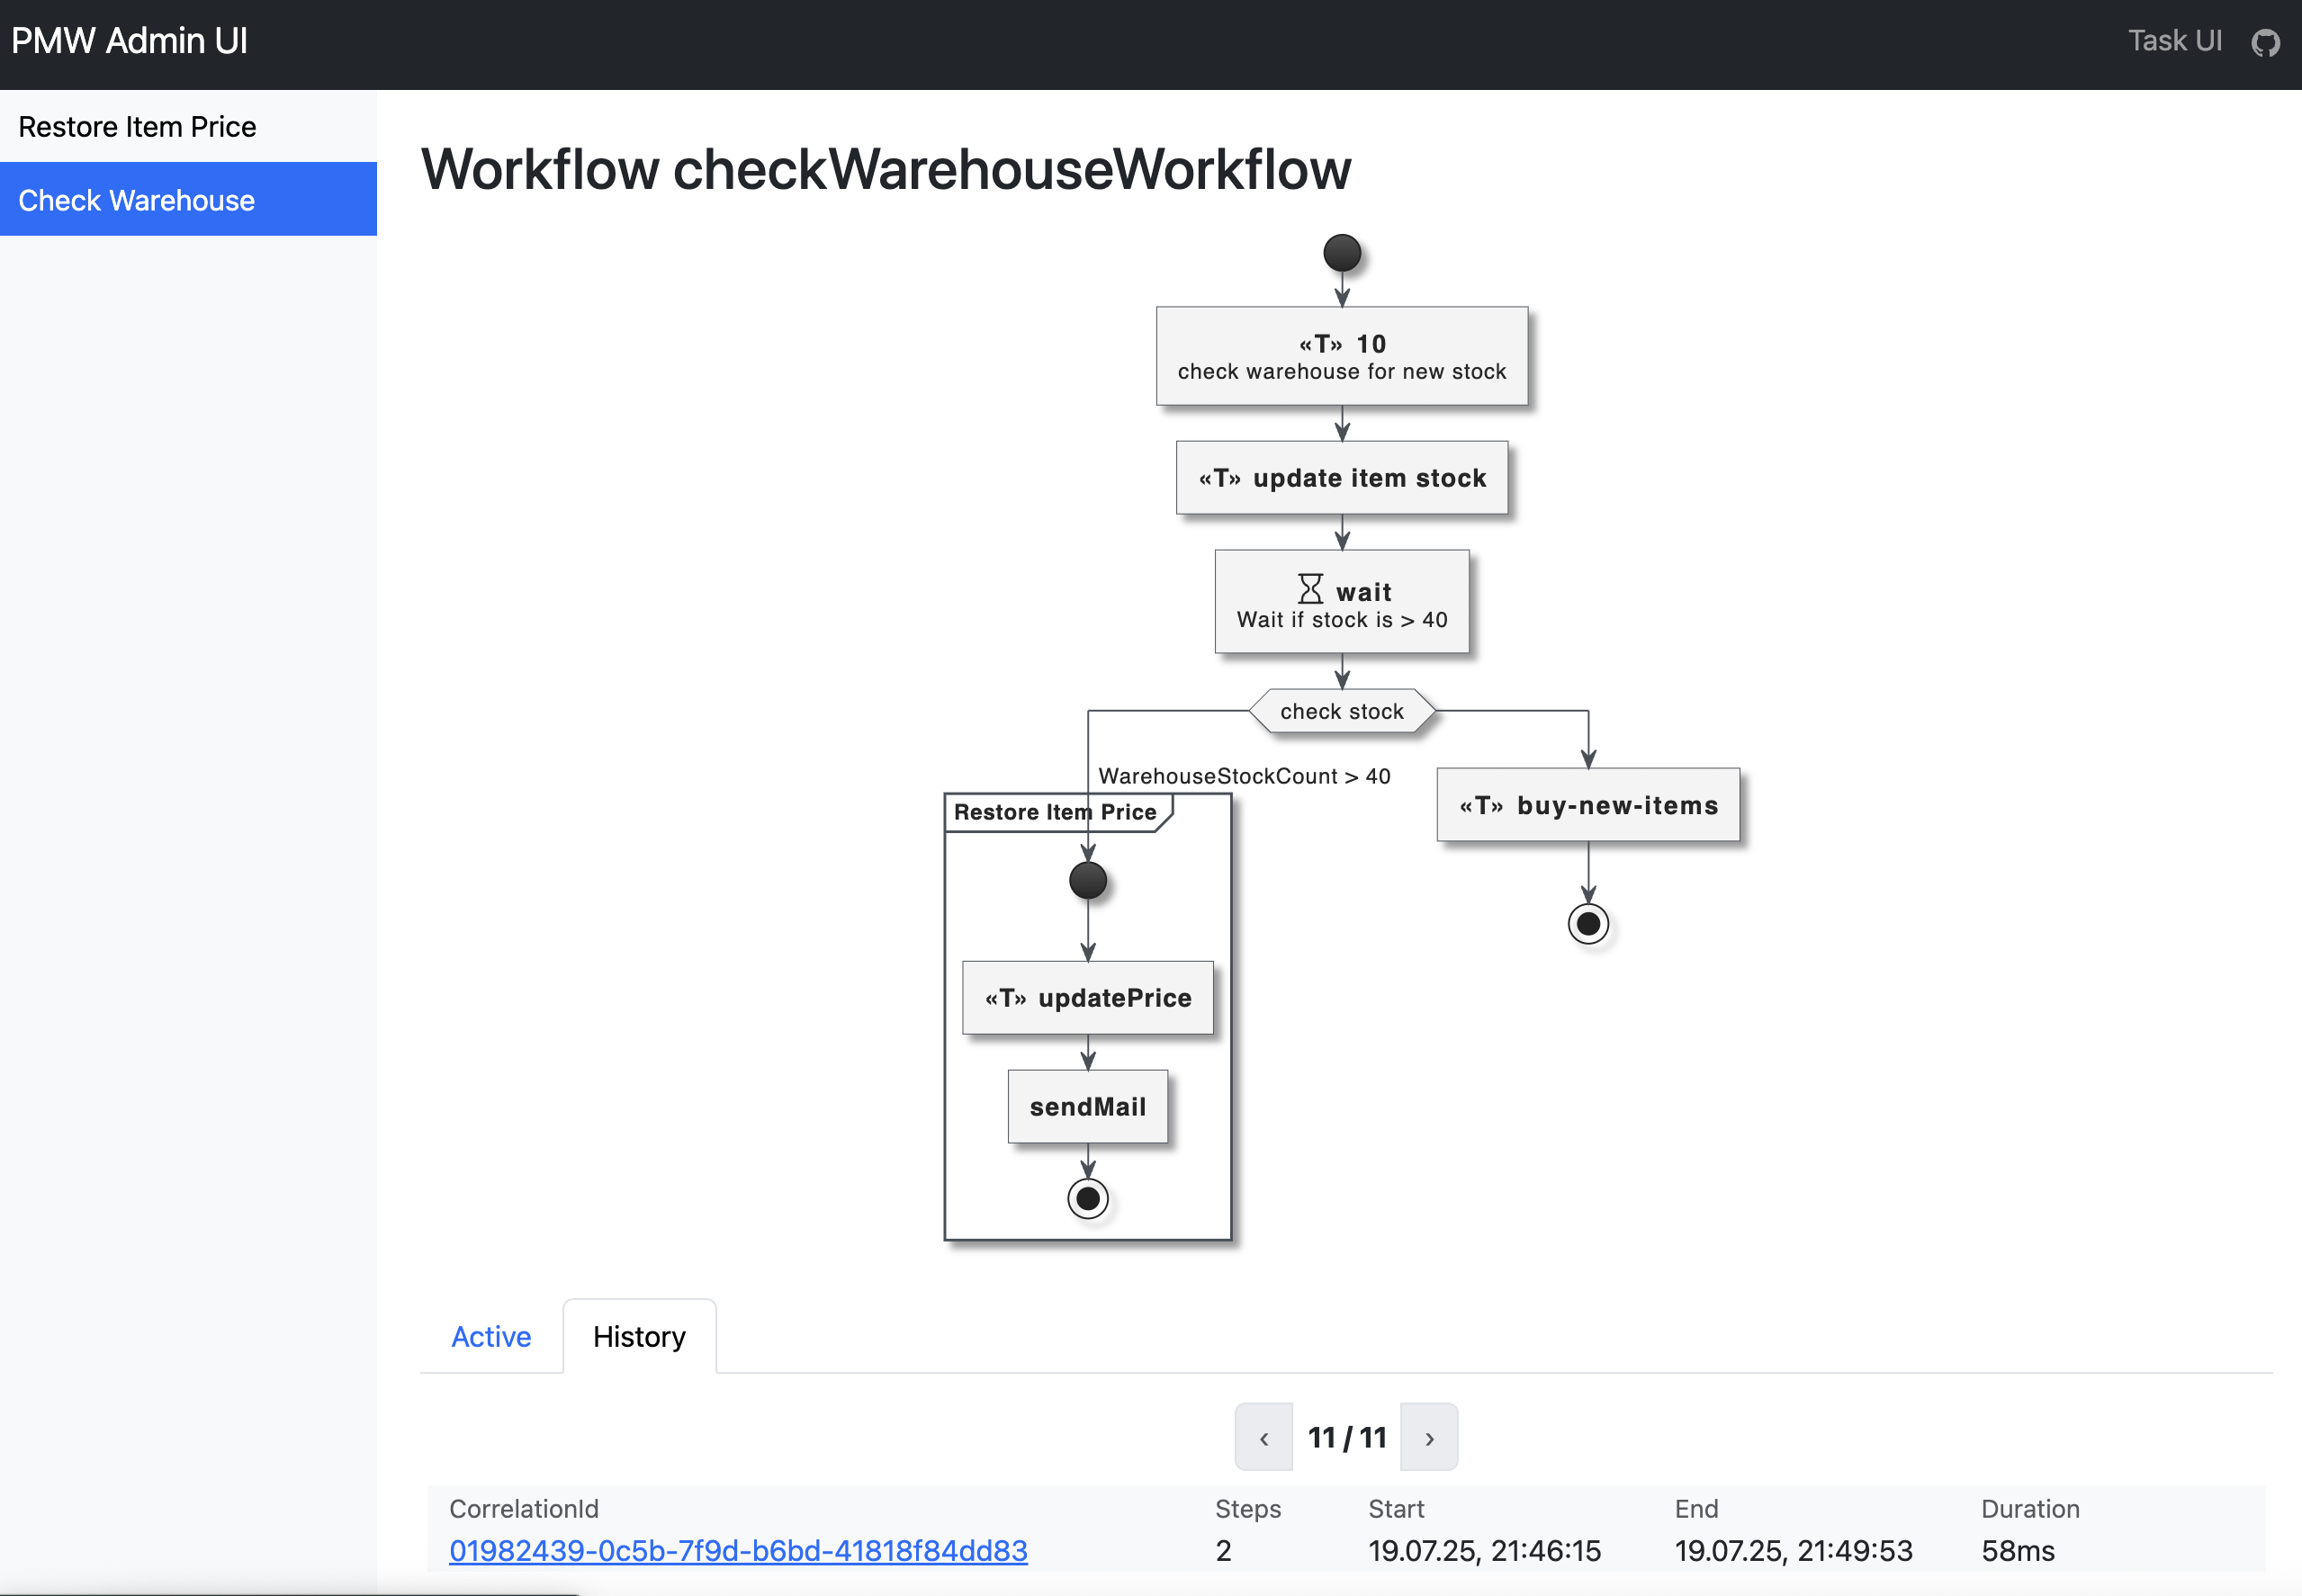 PMW Admin UI
Task UI
Restore Item Price
Check Warehouse
Workflow checkWarehouseWorkflow
«T» 10
check warehouse for new stock
«T» update item stock
wait
Wait if stock is > 40
check stock
WarehouseStockCount > 40
Restore Item Price
«T» updatePrice
sendMail
«T» buy-new-items
Active
History
‹ 11 / 11 ›
CorrelationId Steps Start End Duration
01982439-0c5b-7f9d-b6bd-41818f84dd83 2 19.07.25, 21:46:15 19.07.25, 21:49:53 58ms